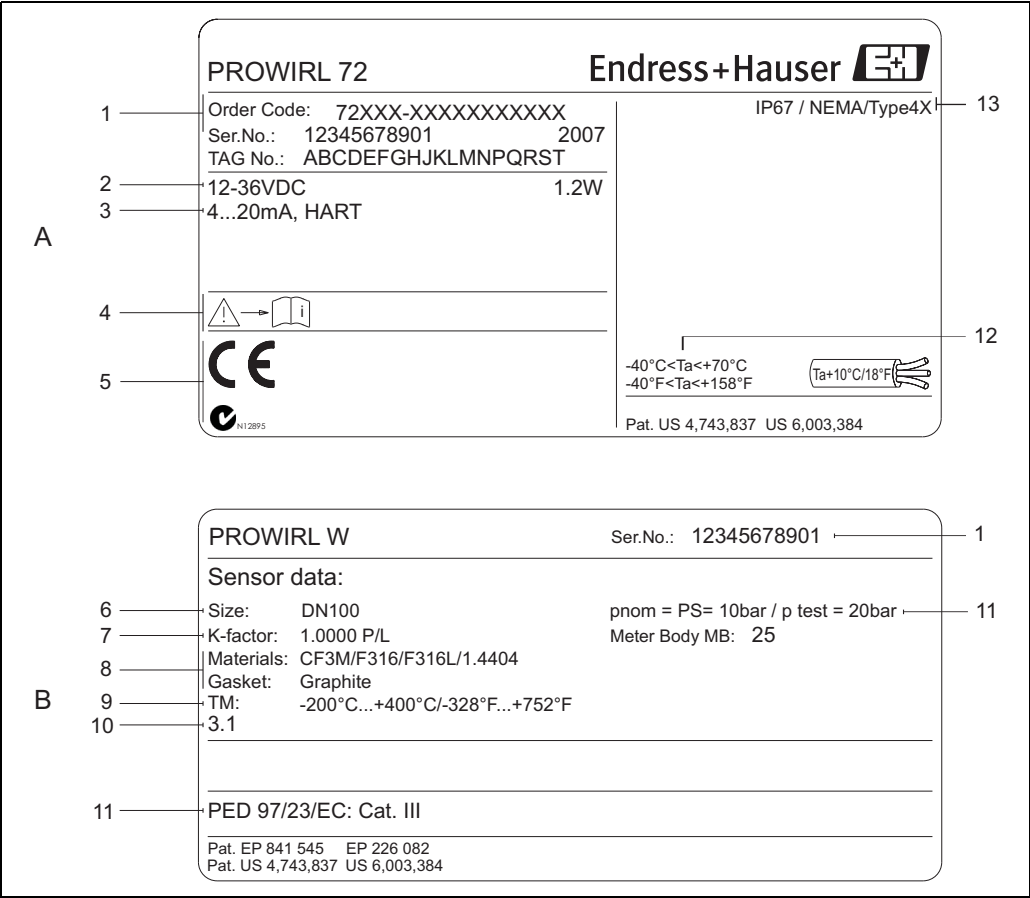 A
PROWIRL 72
Endress+Hauser
1
Order Code: 72XXX-XXXXXXXXXXX
Ser.No.: 12345678901 2007
TAG No.: ABCDEFGHJKLMNPQRST
IP67 / NEMA/Type4X
13
2
12-36VDC 1.2W
3
4...20mA, HART
4
i
5
CE
N12895
12
-40°C<Ta<+70°C
-40°F<Ta<+158°F
Ta+10°C/18°F
Pat. US 4,743,837 US 6,003,384
B
PROWIRL W
Ser.No.: 12345678901
1
Sensor data:
6
Size: DN100
pnom = PS= 10bar / p test = 20bar
11
7
K-factor: 1.0000 P/L
Meter Body MB: 25
8
Materials: CF3M/F316/F316L/1.4404
Gasket: Graphite
9
TM: -200°C...+400°C/-328°F...+752°F
10
3.1
11
PED 97/23/EC: Cat. III
Pat. EP 841 545 EP 226 082
Pat. US 4,743,837 US 6,003,384